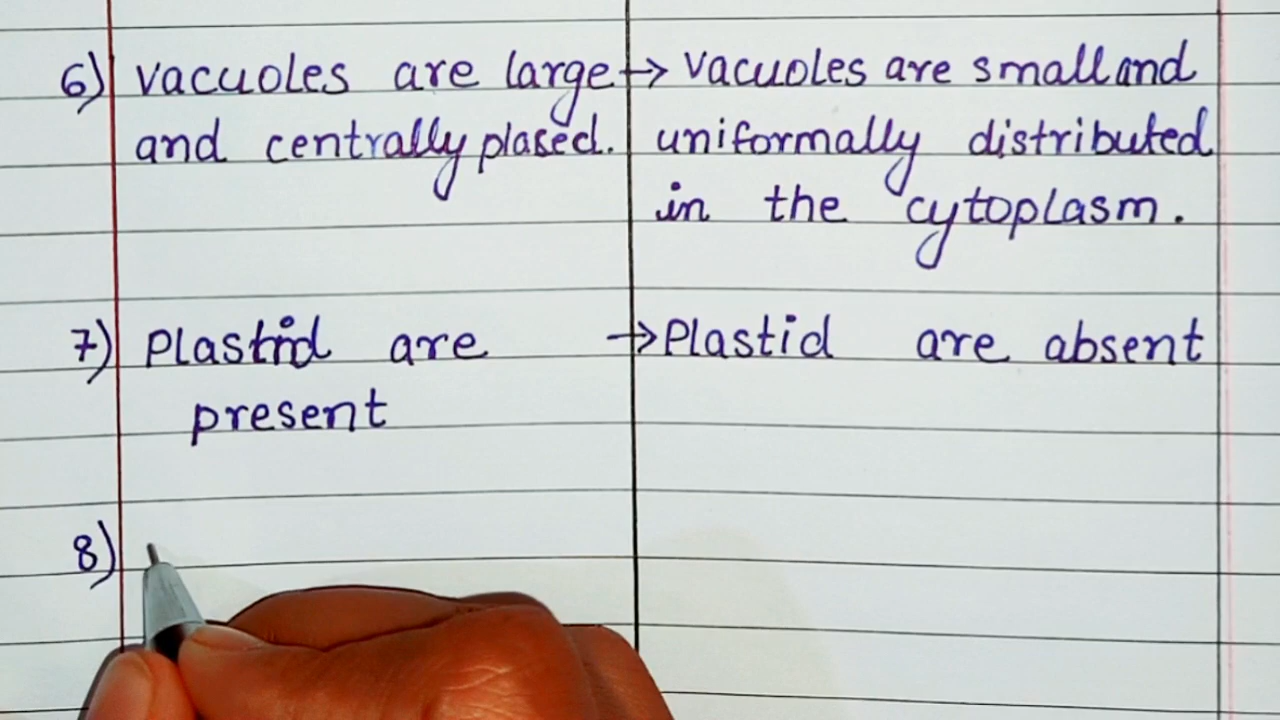 6) vacuoles are large → vacuoles are small and
and centrally plased. uniformally distributed
in the cytoplasm.
7) Plastid are → Plastid are absent
present
8)